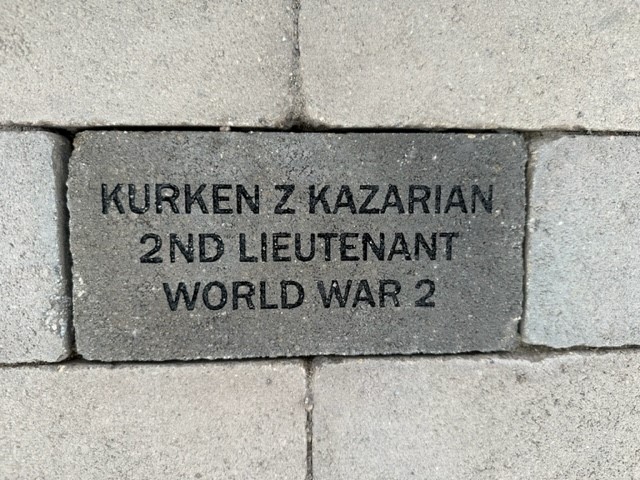 KURKEN Z KAZARIAN
2ND LIEUTENANT
WORLD WAR 2